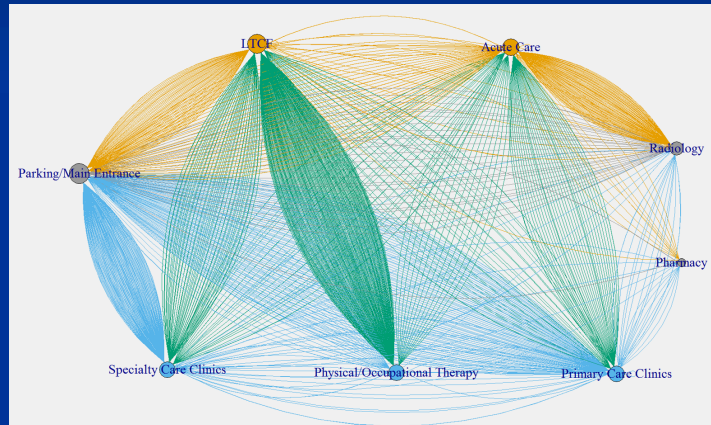 LTCF
Acute Care
Radiology
Parking/Main Entrance
Pharmacy
Specialty Care Clinics
Physical/Occupational Therapy
Primary Care Clinics